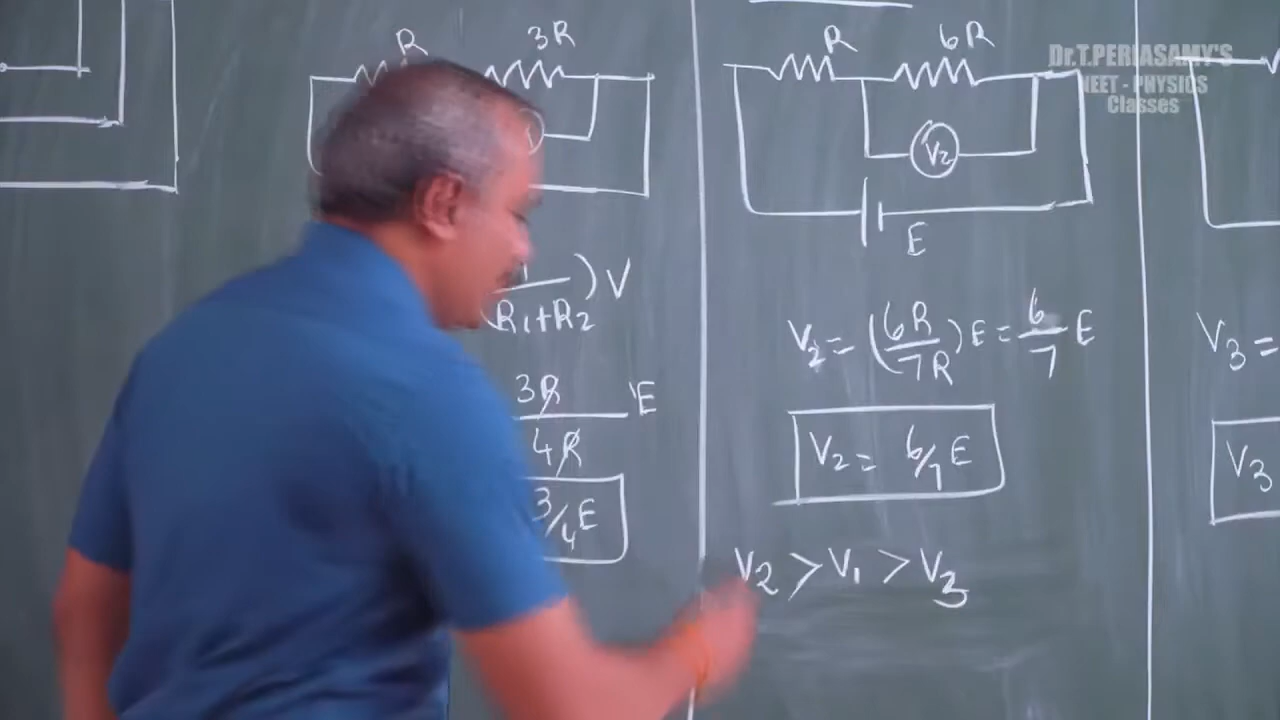 R 3R
R1+R2 ) V
3R E
4R
3/4 E
R 6R
V2
E
V2 = (6R/7R) E = 6/7 E
V2 = 6/7 E
V2 > V1 > V3
V3 =
V3
Dr.T.PERIASAMY'S
NEET - PHYSICS
Classes